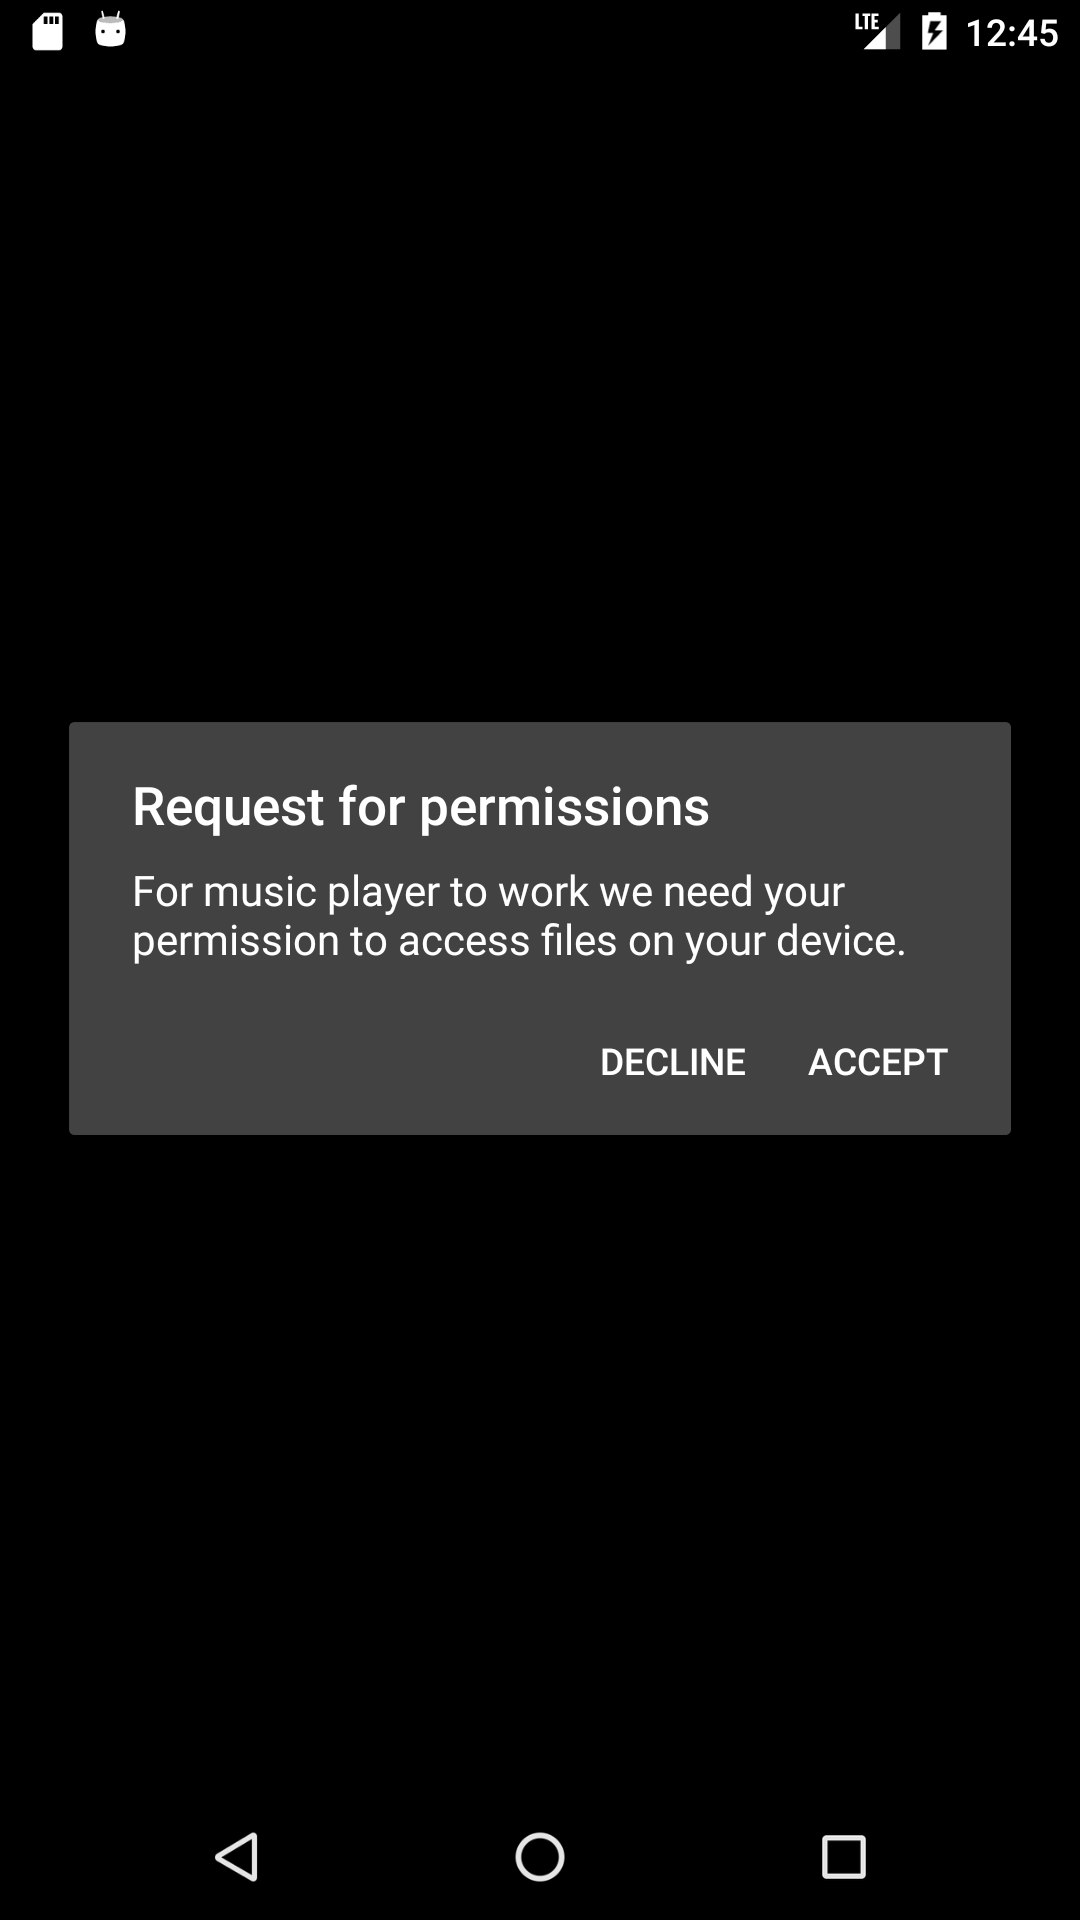 LTE 12:45
Request for permissions
For music player to work we need your
permission to access files on your device.
DECLINE ACCEPT